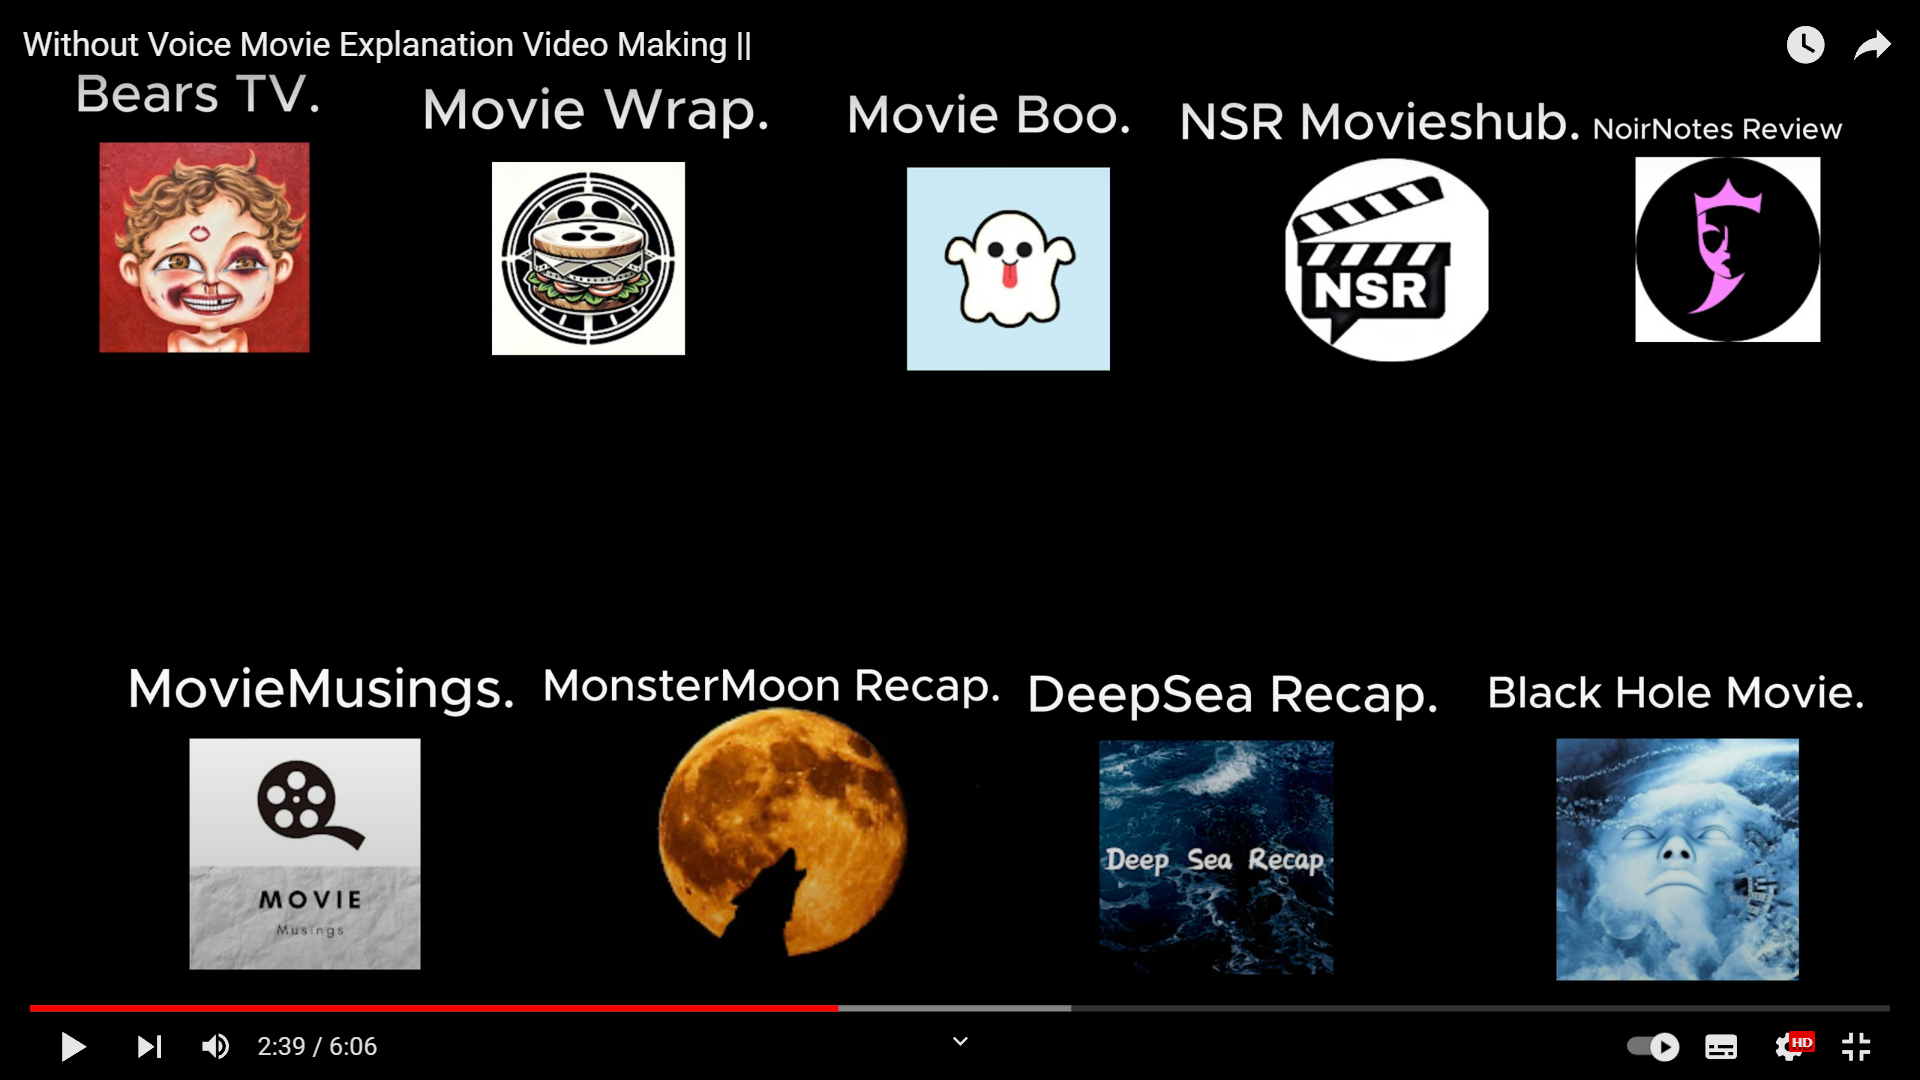 Without Voice Movie Explanation Video Making ||
Bears TV.
Movie Wrap.
Movie Boo.
NSR Movieshub.
NoirNotes Review
NSR
MovieMusings.
MonsterMoon Recap.
DeepSea Recap.
Black Hole Movie.
MOVIE
Musings
Deep Sea Recap
2:39 / 6:06
HD